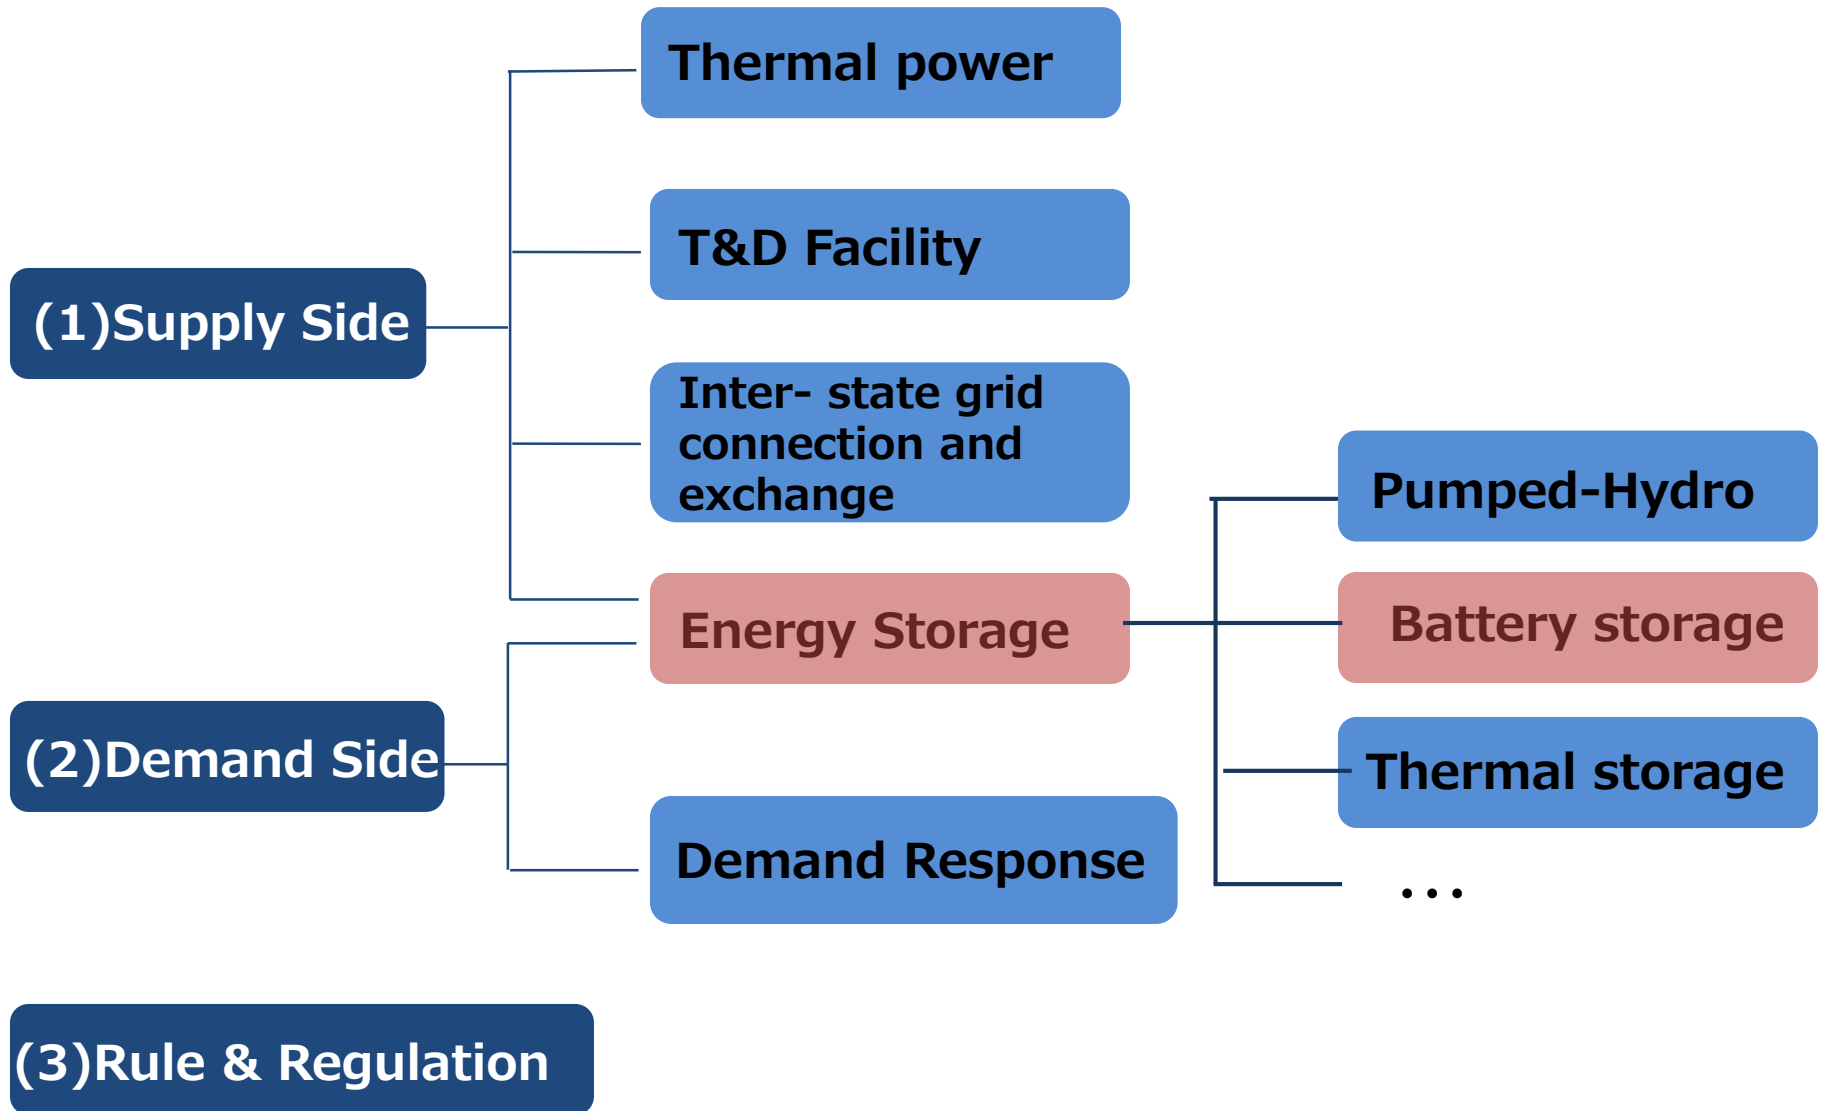 Thermal power
T&D Facility
(1)Supply Side
Inter- state grid
connection and
exchange
Pumped-Hydro
Energy Storage
Battery storage
(2)Demand Side
Thermal storage
Demand Response
...
(3)Rule & Regulation